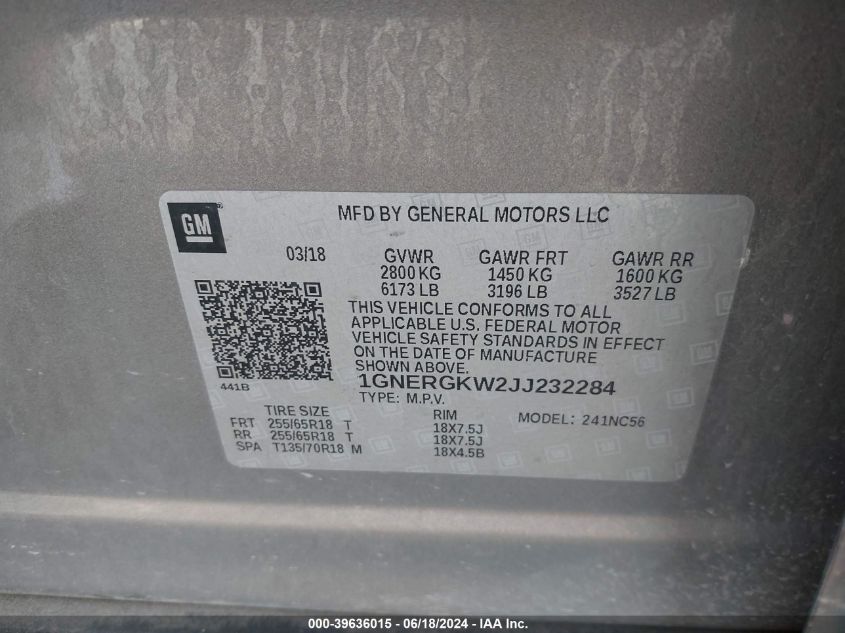 GM®
MFD BY GENERAL MOTORS LLC
03/18 GVWR GAWR FRT GAWR RR
2800 KG 1450 KG 1600 KG
6173 LB 3196 LB 3527 LB
THIS VEHICLE CONFORMS TO ALL
APPLICABLE U.S. FEDERAL MOTOR
VEHICLE SAFETY STANDARDS IN EFFECT
ON THE DATE OF MANUFACTURE
SHOWN ABOVE.
441B
1GNERGKW2JJ232284
TYPE: M.P.V.
TIRE SIZE RIM MODEL: 241NC56
FRT 255/65R18 T 18X7.5J
RR 255/65R18 T 18X7.5J
SPA T135/70R18 M 18X4.5B
000-39636015 - 06/18/2024 - IAA Inc.